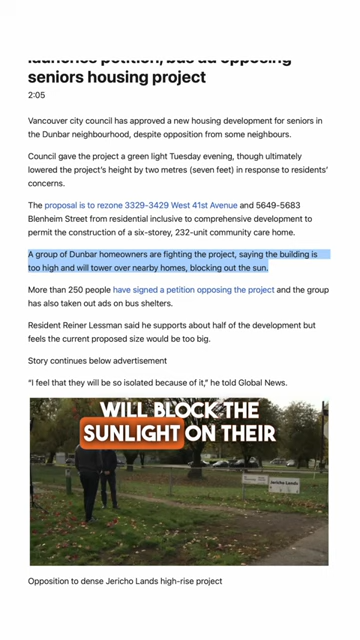 launches petition, bus ad opposing
seniors housing project
2:05
Vancouver city council has approved a new housing development for seniors in
the Dunbar neighbourhood, despite opposition from some neighbours.
Council gave the project a green light Tuesday evening, though ultimately
lowered the project's height by two metres (seven feet) in response to residents'
concerns.
The proposal is to rezone 3329-3429 West 41st Avenue and 5649-5683
Blenheim Street from residential inclusive to comprehensive development to
permit the construction of a six-storey, 232-unit community care home.
A group of Dunbar homeowners are fighting the project, saying the building is
too high and will tower over nearby homes, blocking out the sun.
More than 250 people have signed a petition opposing the project and the group
has also taken out ads on bus shelters.
Resident Reiner Lessman said he supports about half of the development but
feels the current proposed size would be too big.
Story continues below advertisement
“I feel that they will be so isolated because of it,” he told Global News.
WILL BLOCK THE
SUNLIGHT ON THEIR
Jericho Lands
Opposition to dense Jericho Lands high-rise project